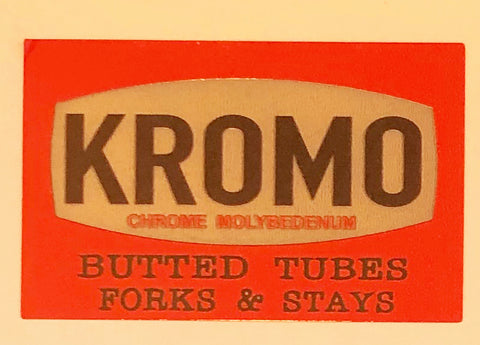 KROMO
CHROME MOLYBEDENUM
BUTTED TUBES
FORKS & STAYS